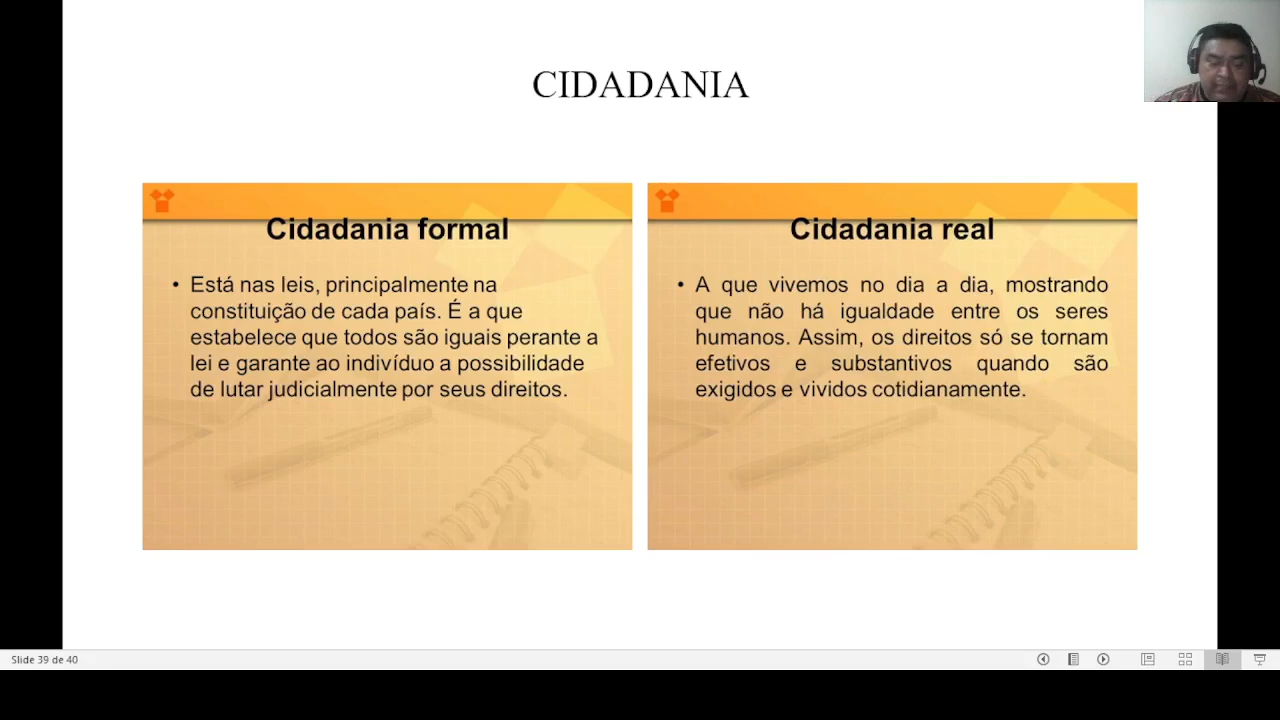 CIDADANIA
Cidadania formal
• Está nas leis, principalmente na
constituição de cada país. É a que
estabelece que todos são iguais perante a
lei e garante ao indivíduo a possibilidade
de lutar judicialmente por seus direitos.
Cidadania real
• A que vivemos no dia a dia, mostrando
que não há igualdade entre os seres
humanos. Assim, os direitos só se tornam
efetivos e substantivos quando são
exigidos e vividos cotidianamente.
Slide 39 de 40